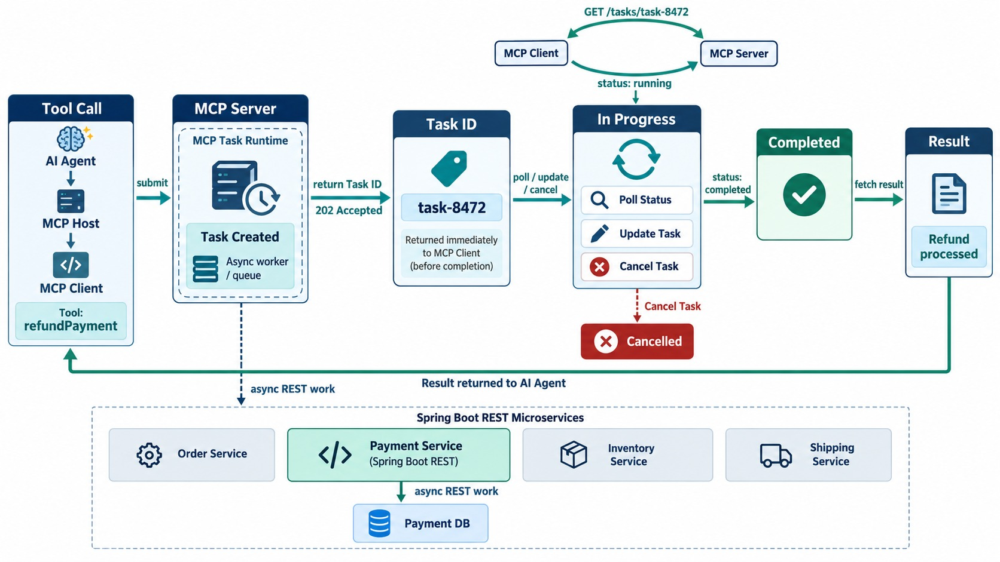 GET /tasks/task-8472
MCP Client
MCP Server
status: running
Tool Call
AI Agent
MCP Host
MCP Client
Tool:
refundPayment
submit
MCP Server
MCP Task Runtime
Task Created
Async worker
/ queue
return Task ID
202 Accepted
Task ID
task-8472
Returned immediately
to MCP Client
(before completion)
poll / update
/ cancel
In Progress
Poll Status
Update Task
Cancel Task
Cancel Task
Cancelled
status:
completed
Completed
fetch result
Result
Refund
processed
Result returned to AI Agent
async REST work
Spring Boot REST Microservices
Order Service
Payment Service
(Spring Boot REST)
Inventory
Service
Shipping
Service
async REST work
Payment DB